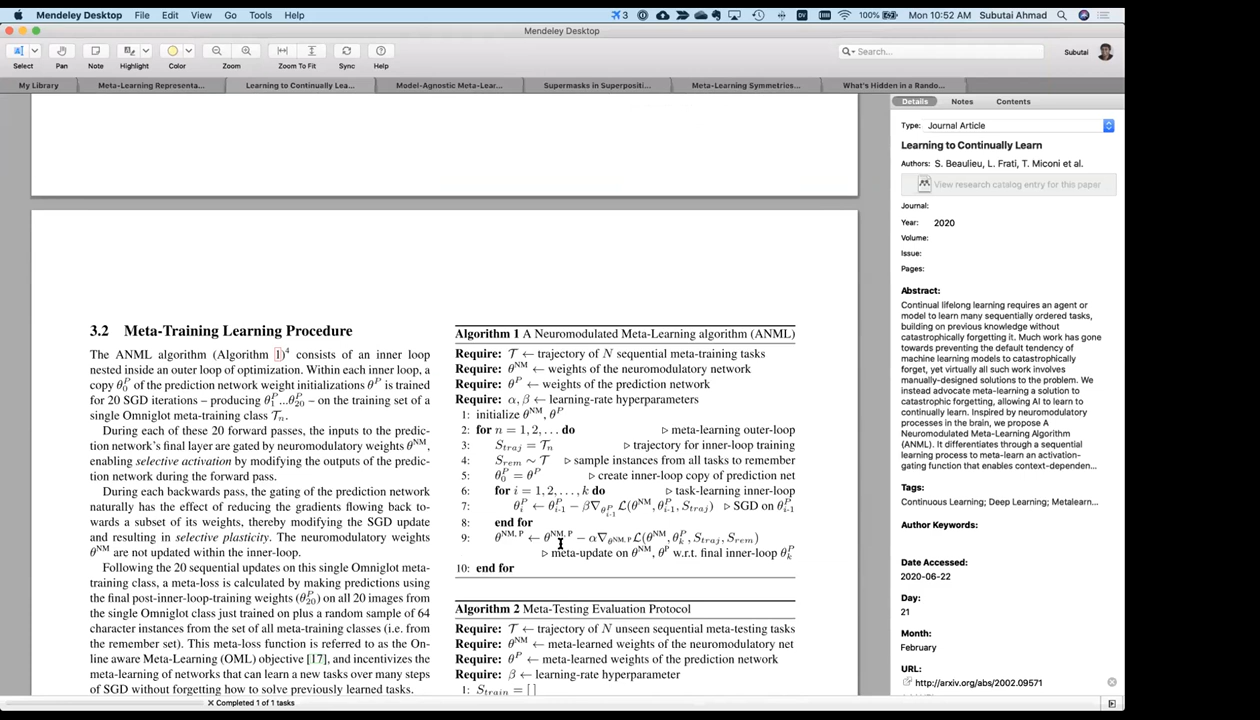 Mendeley Desktop File Edit View Go Tools Help 3 100% Mon 10:52 AM Subutai Ahmad
Mendeley Desktop
Select Pan Note Highlight Color Zoom Zoom To Fit Sync Help
Search...
Subutai
My Library Meta-Learning Representa... Learning to Continually Lea... Model-Agnostic Meta-Lear... Supermasks in Superpositi... Meta-Learning Symmetries... What's Hidden in a Rando...
3.2 Meta-Training Learning Procedure
The ANML algorithm (Algorithm 1)⁴ consists of an inner loop
nested inside an outer loop of optimization. Within each inner loop, a
copy θ₀ᴾ of the prediction network weight initializations θᴾ is trained
for 20 SGD iterations – producing θ₁ᴾ...θ₂₀ᴾ – on the training set of a
single Omniglot meta-training class 𝒯ₙ.
During each of these 20 forward passes, the inputs to the predic-
tion network's final layer are gated by neuromodulatory weights θᴺᴹ,
enabling selective activation by modifying the outputs of the predic-
tion network during the forward pass.
During each backwards pass, the gating of the prediction network
naturally has the effect of reducing the gradients flowing back to-
wards a subset of its weights, thereby modifying the SGD update
and resulting in selective plasticity. The neuromodulatory weights
θᴺᴹ are not updated within the inner-loop.
Following the 20 sequential updates on this single Omniglot meta-
training class, a meta-loss is calculated by making predictions using
the final post-inner-loop-training weights (θ₂₀ᴾ) on all 20 images from
the single Omniglot class just trained on plus a random sample of 64
character instances from the set of all meta-training classes (i.e. from
the remember set). This meta-loss function is referred to as the On-
line aware Meta-Learning (OML) objective [17], and incentivizes the
meta-learning of networks that can learn a new tasks over many steps
of SGD without forgetting how to solve previously learned tasks.
Algorithm 1 A Neuromodulated Meta-Learning algorithm (ANML)
Require: 𝒯 ← trajectory of N sequential meta-training tasks
Require: θᴺᴹ ← weights of the neuromodulatory network
Require: θᴾ ← weights of the prediction network
Require: α, β ← learning-rate hyperparameters
1: initialize θᴺᴹ, θᴾ
2: for n = 1, 2, . . . do ▷ meta-learning outer-loop
3: S_traj = 𝒯ₙ ▷ trajectory for inner-loop training
4: S_rem ∼ 𝒯 ▷ sample instances from all tasks to remember
5: θ₀ᴾ = θᴾ ▷ create inner-loop copy of prediction net
6: for i = 1, 2, . . . , k do ▷ task-learning inner-loop
7: θᵢᴾ ← θᵢ₋₁ᴾ − β∇_θᵢ₋₁ᴾ ℒ(θᴺᴹ, θᵢ₋₁ᴾ, S_traj) ▷ SGD on θᵢ₋₁ᴾ
8: end for
9: θᴺᴹ, ᴾ ← θᴺᴹ, ᴾ − α∇_θᴺᴹ, ᴾ ℒ(θᴺᴹ, θₖᴾ, S_traj, S_rem)
▷ meta-update on θᴺᴹ, θᴾ w.r.t. final inner-loop θₖᴾ
10: end for
Algorithm 2 Meta-Testing Evaluation Protocol
Require: 𝒯 ← trajectory of N unseen sequential meta-testing tasks
Require: θᴺᴹ ← meta-learned weights of the neuromodulatory net
Require: θᴾ ← meta-learned weights of the prediction network
Require: β ← learning-rate hyperparameter
1: S_train = [ ]
Details Notes Contents
Type: Journal Article
Learning to Continually Learn
Authors: S. Beaulieu, L. Frati, T. Miconi et al.
View research catalog entry for this paper
Journal:
Year: 2020
Volume:
Issue:
Pages:
Abstract:
Continual lifelong learning requires an agent or
model to learn many sequentially ordered tasks,
building on previous knowledge without
catastrophically forgetting it. Much work has gone
towards preventing the default tendency of
machine learning models to catastrophically
forget, yet virtually all such work involves
manually-designed solutions to the problem. We
instead advocate meta-learning a solution to
catastrophic forgetting, allowing AI to learn to
continually learn. Inspired by neuromodulatory
processes in the brain, we propose A
Neuromodulated Meta-Learning Algorithm
(ANML). It differentiates through a sequential
learning process to meta-learn an activation-
gating function that enables context-dependen...
Tags:
Continuous Learning; Deep Learning; Metalearn...
Author Keywords:
Date Accessed:
2020-06-22
Day:
21
Month:
February
URL:
http://arxiv.org/abs/2002.09571
Completed 1 of 1 tasks